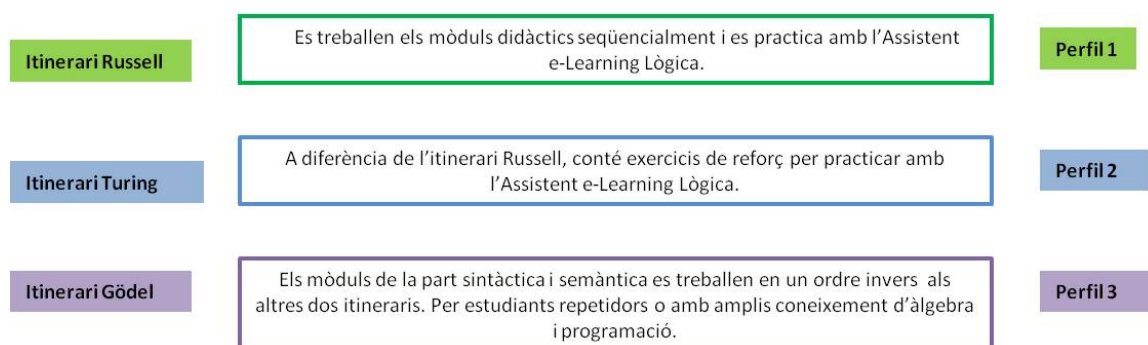 Itinerari Russell
Es treballen els mòduls didàctics seqüencialment i es practica amb l'Assistent
e-Learning Lògica.
Perfil 1
Itinerari Turing
A diferència de l'itinerari Russell, conté exercicis de reforç per practicar amb
l'Assistent e-Learning Lògica.
Perfil 2
Itinerari Gödel
Els mòduls de la part sintàctica i semàntica es treballen en un ordre invers als
altres dos itineraris. Per estudiants repetidors o amb amplis coneixement d'àlgebra
i programació.
Perfil 3